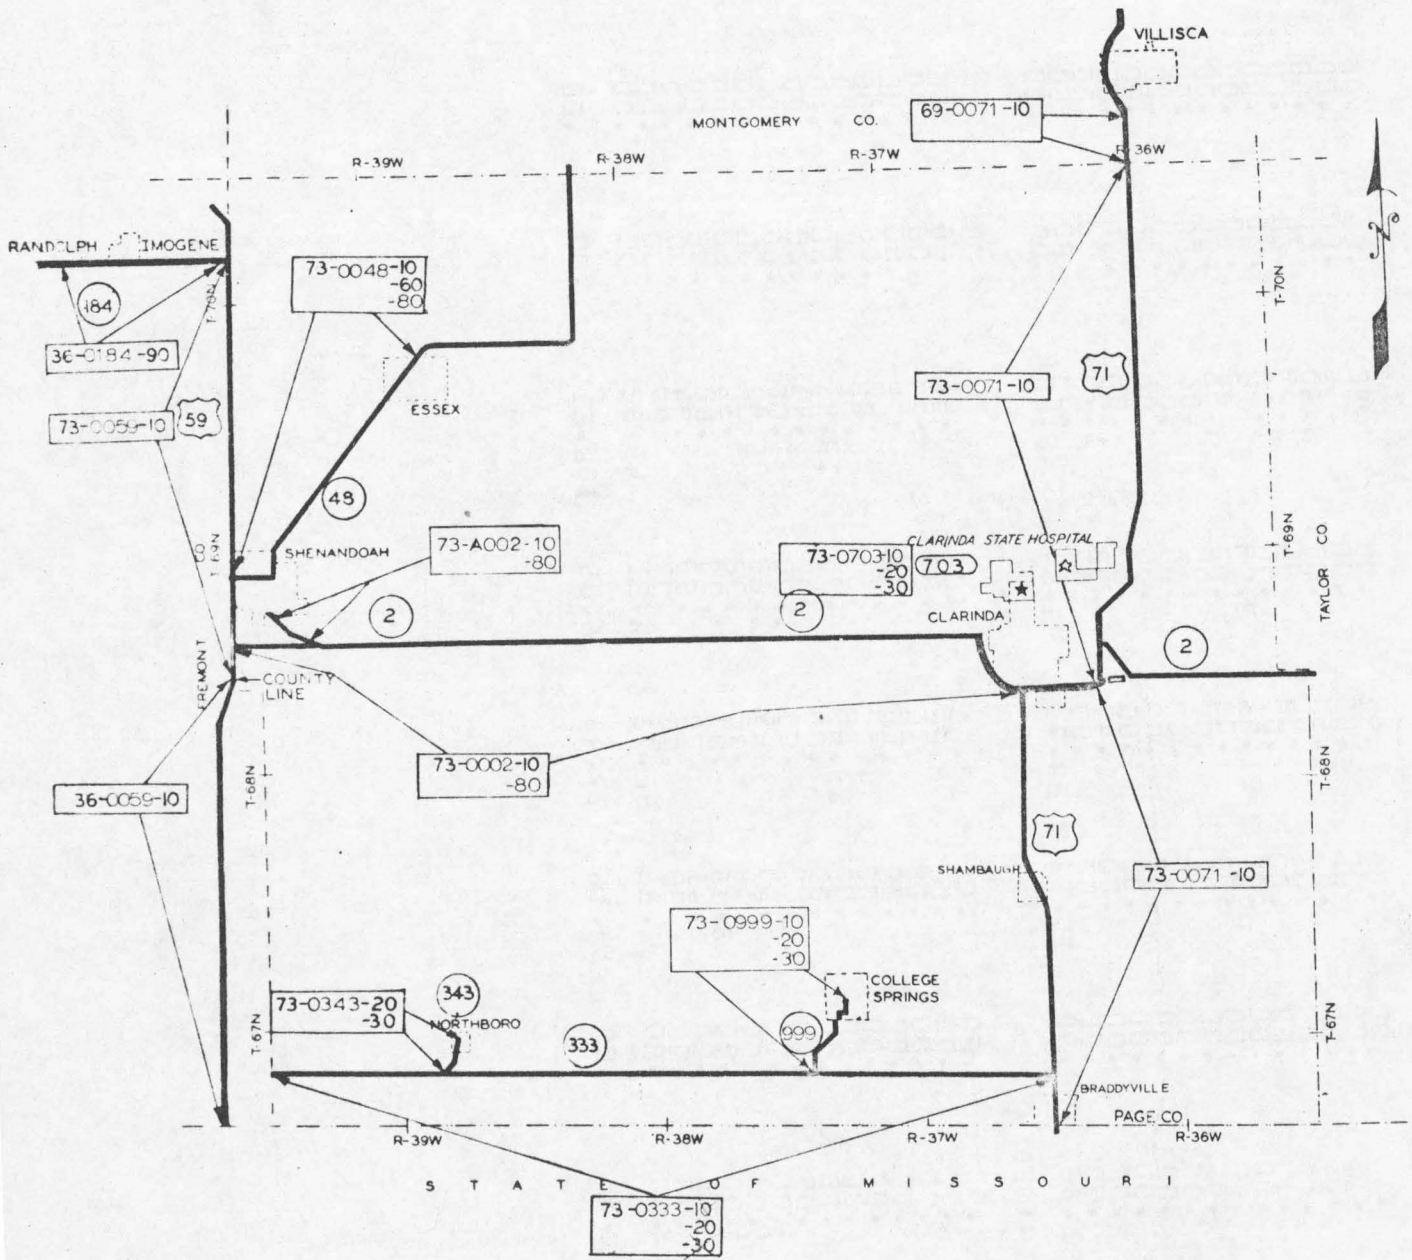 VILLISCA
69-0071-10
MONTGOMERY CO.
R-39W
R-38W
R-37W
R-36W
RANDOLPH
IMOGENE
73-0048-10
-60
-80
184
T-70N
T-70N
36-0184-90
71
73-0071-10
ESSEX
59
73-0059-10
48
CO.
T-69N
SHENANDOAH
73-A002-10
-80
CLARINDA STATE HOSPITAL
73-0703-10
-20
-30
703
T-69N
TAYLOR CO.
2
2
CLARINDA
2
FREMONT
COUNTY
LINE
73-0002-10
-80
T-68N
T-68N
36-0059-10
71
SHAMBAUGH
73-0071-10
73-0999-10
-20
-30
COLLEGE
SPRINGS
73-0343-20
-30
343
NORTHBORO
T-67N
333
999
T-67N
BRADDYVILLE
PAGE CO.
R-39W
R-38W
R-37W
R-36W
STATE OF MISSOURI
73-0333-10
-20
-30